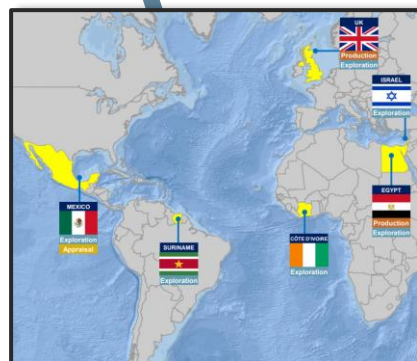 UK
Production
Exploration
ISRAEL
Exploration
EGYPT
Production
Exploration
MEXICO
Exploration
Appraisal
SURINAME
Exploration
CÔTE D'IVOIRE
Exploration